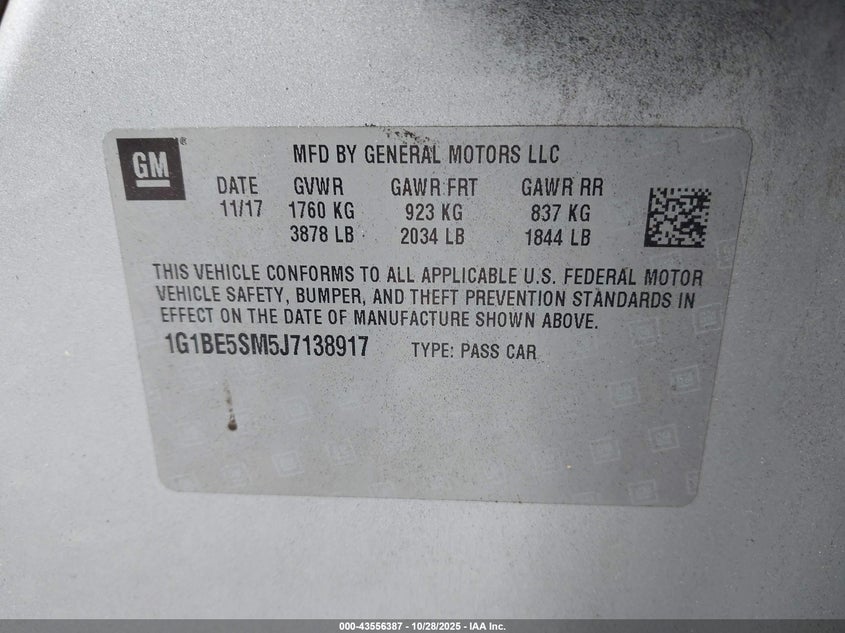 GM ® MFD BY GENERAL MOTORS LLC
DATE GVWR GAWR FRT GAWR RR
11/17 1760 KG 923 KG 837 KG
3878 LB 2034 LB 1844 LB
THIS VEHICLE CONFORMS TO ALL APPLICABLE U.S. FEDERAL MOTOR
VEHICLE SAFETY, BUMPER, AND THEFT PREVENTION STANDARDS IN
EFFECT ON THE DATE OF MANUFACTURE SHOWN ABOVE.
1G1BE5SM5J7138917 TYPE: PASS CAR
000-43556387 - 10/28/2025 - IAA Inc.